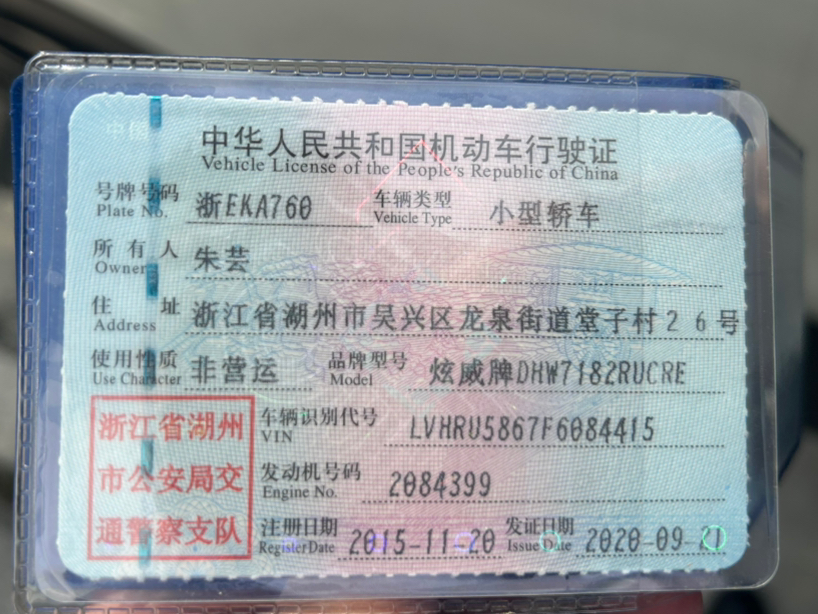 中华人民共和国机动车行驶证
Vehicle License of the People's Republic of China
号牌号码 浙EKA760 车辆类型 小型轿车
Plate No. Vehicle Type
所有人 朱芸
Owner
住址 浙江省湖州市吴兴区龙泉街道堂子村26号
Address
使用性质 非营运 品牌型号 炫威牌DHW7182RUCRE
Use Character Model
浙江省湖州
市公安局交
通警察支队
车辆识别代号 LVHRU5867F6084415
VIN
发动机号码 2084399
Engine No.
注册日期 2015-11-20 发证日期 2020-09-
Register Date Issue Date